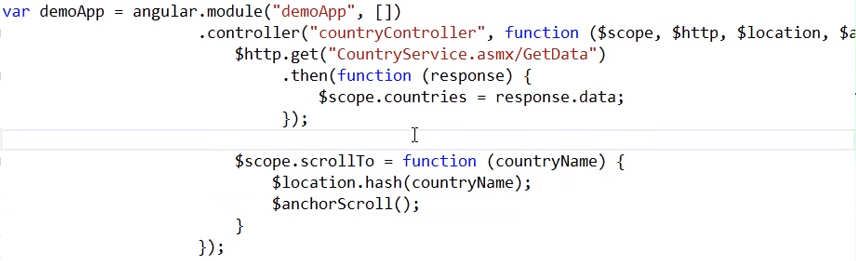 var demoApp = angular.module("demoApp", [])
.controller("countryController", function ($scope, $http, $location, 
$http.get("CountryService.asmx/GetData")
.then(function (response) {
$scope.countries = response.data;
});
$scope.scrollTo = function (countryName) {
$location.hash(countryName);
$anchorScroll();
}
});